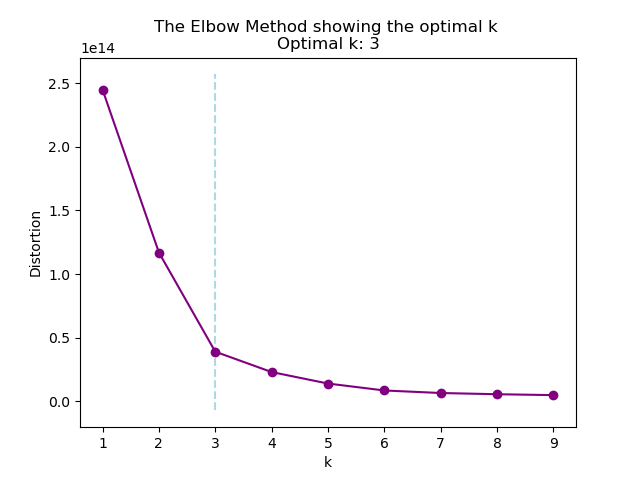 The Elbow Method showing the optimal k
Optimal k: 3
1e14
2.5
2.0
1.5
1.0
0.5
0.0
Distortion
1 2 3 4 5 6 7 8 9
k